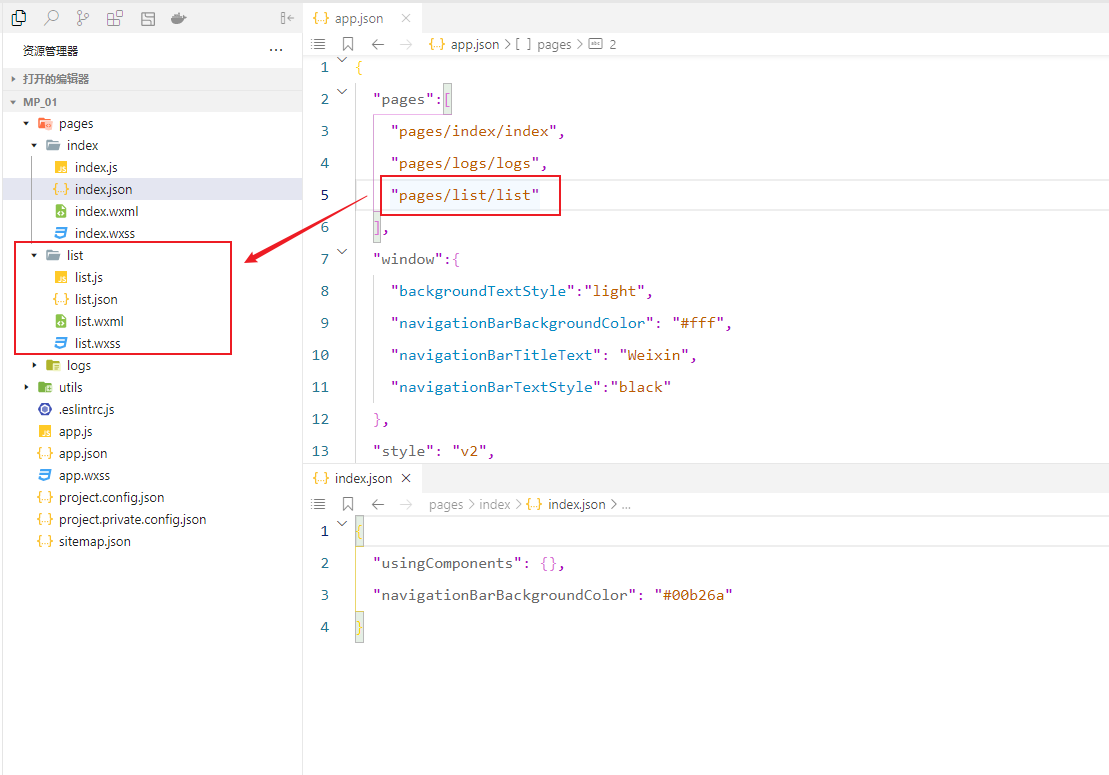 资源管理器
···
打开的编辑器
MP_01
pages
index
index.js
index.json
index.wxml
index.wxss
list
list.js
list.json
list.wxml
list.wxss
logs
utils
.eslintrc.js
app.js
app.json
app.wxss
project.config.json
project.private.config.json
sitemap.json
{..} app.json ×
{..} app.json > [ ] pages > abc 2
1 {
2 "pages":[
3 "pages/index/index",
4 "pages/logs/logs",
5 "pages/list/list"
6 ],
7 "window":{
8 "backgroundTextStyle":"light",
9 "navigationBarBackgroundColor": "#fff",
10 "navigationBarTitleText": "Weixin",
11 "navigationBarTextStyle":"black"
12 },
13 "style": "v2",
{..} index.json ×
pages > index > {..} index.json > ...
1 {
2 "usingComponents": {},
3 "navigationBarBackgroundColor": "#00b26a"
4 }